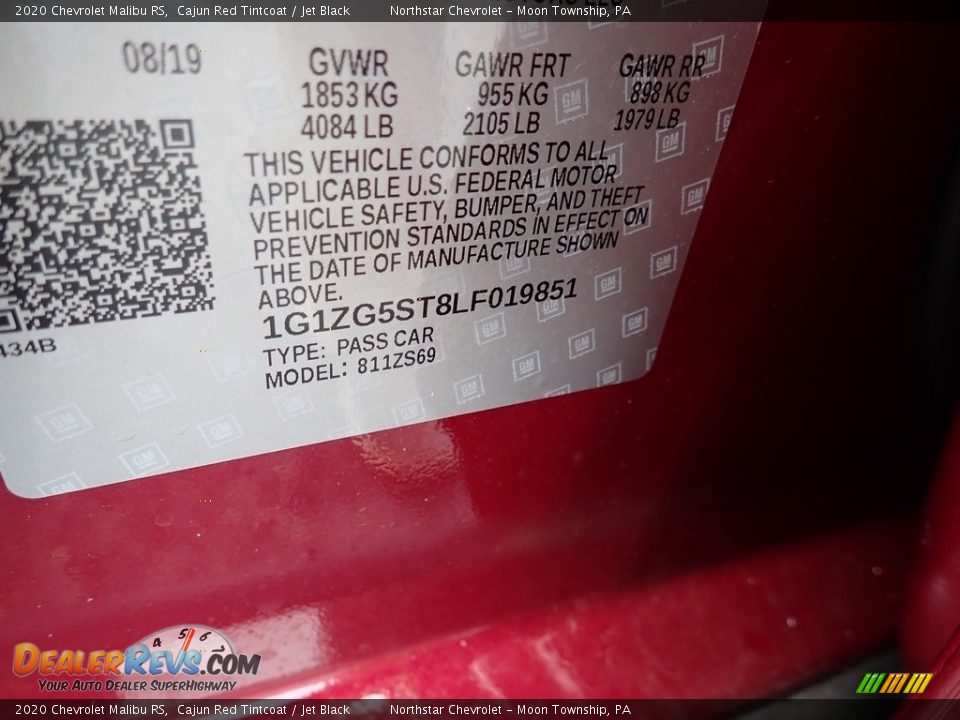 2020 Chevrolet Malibu RS, Cajun Red Tintcoat / Jet Black Northstar Chevrolet – Moon Township, PA
08/19 GVWR GAWR FRT GAWR RR
1853 KG 955 KG 898 KG
4084 LB 2105 LB 1979 LB
THIS VEHICLE CONFORMS TO ALL
APPLICABLE U.S. FEDERAL MOTOR
VEHICLE SAFETY, BUMPER, AND THEFT
PREVENTION STANDARDS IN EFFECT ON
THE DATE OF MANUFACTURE SHOWN
ABOVE.
1G1ZG5ST8LF019851
434B TYPE: PASS CAR
MODEL: 811ZS69
4 5 6
DealerRevs.com
Your Auto Dealer SuperHighway
2020 Chevrolet Malibu RS, Cajun Red Tintcoat / Jet Black Northstar Chevrolet – Moon Township, PA